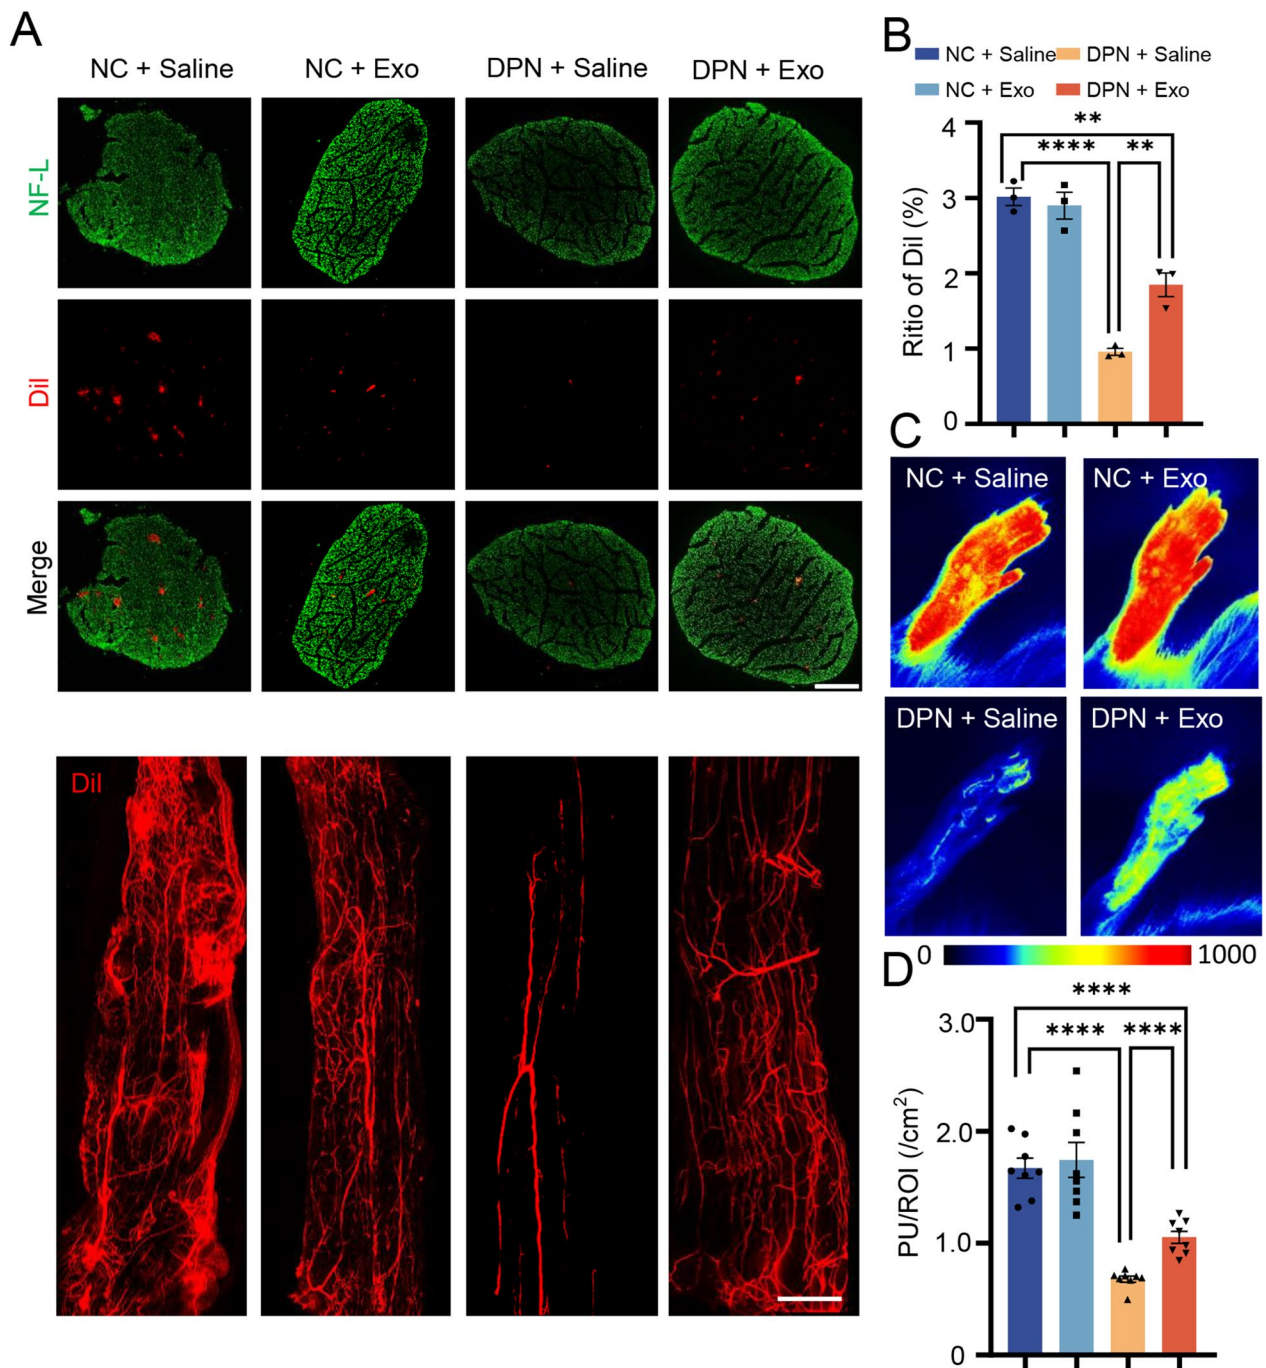 A
NC + Saline
NC + Exo
DPN + Saline
DPN + Exo
NF-L
Dil
Merge
Dil
B
NC + Saline
DPN + Saline
NC + Exo
DPN + Exo
**
****
**
4
3
2
1
0
Ritio of Dil (%)
C
NC + Saline
NC + Exo
DPN + Saline
DPN + Exo
0
1000
D
****
****
****
3.0
2.0
1.0
0
PU/ROI (/cm²)